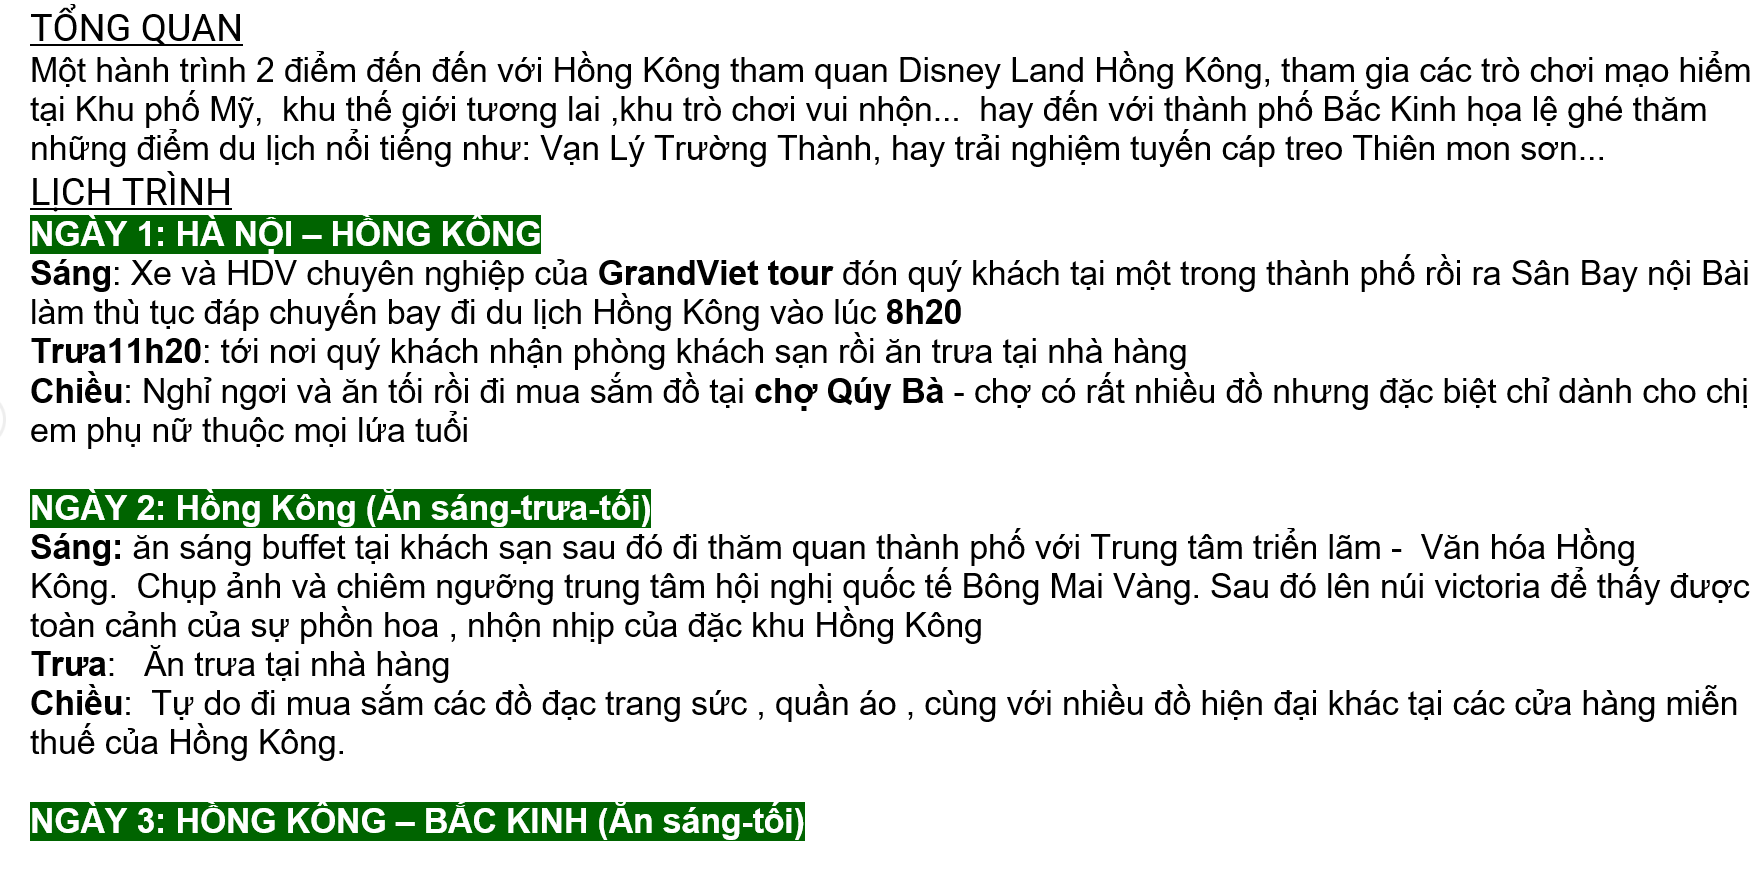 TỔNG QUAN
Một hành trình 2 điểm đến đến với Hồng Kông tham quan Disney Land Hồng Kông, tham gia các trò chơi mạo hiểm
tại Khu phố Mỹ,  khu thế giới tương lai ,khu trò chơi vui nhộn...  hay đến với thành phố Bắc Kinh họa lệ ghé thăm
những điểm du lịch nổi tiếng như: Vạn Lý Trường Thành, hay trải nghiệm tuyến cáp treo Thiên mon sơn...
LỊCH TRÌNH
NGÀY 1: HÀ NỘI – HỒNG KÔNG
Sáng: Xe và HDV chuyên nghiệp của GrandViet tour đón quý khách tại một trong thành phố rồi ra Sân Bay nội Bài
làm thù tục đáp chuyến bay đi du lịch Hồng Kông vào lúc 8h20
Trưa11h20: tới nơi quý khách nhận phòng khách sạn rồi ăn trưa tại nhà hàng
Chiều: Nghỉ ngơi và ăn tối rồi đi mua sắm đồ tại chợ Qúy Bà - chợ có rất nhiều đồ nhưng đặc biệt chỉ dành cho chị
em phụ nữ thuộc mọi lứa tuổi
NGÀY 2: Hồng Kông (Ăn sáng-trưa-tối)
Sáng: ăn sáng buffet tại khách sạn sau đó đi thăm quan thành phố với Trung tâm triển lãm -  Văn hóa Hồng
Kông.  Chụp ảnh và chiêm ngưỡng trung tâm hội nghị quốc tế Bông Mai Vàng. Sau đó lên núi victoria để thấy được
toàn cảnh của sự phồn hoa , nhộn nhịp của đặc khu Hồng Kông
Trưa:   Ăn trưa tại nhà hàng
Chiều:  Tự do đi mua sắm các đồ đạc trang sức , quần áo , cùng với nhiều đồ hiện đại khác tại các cửa hàng miễn
thuế của Hồng Kông.
NGÀY 3: HỒNG KÔNG – BẮC KINH (Ăn sáng-tối)